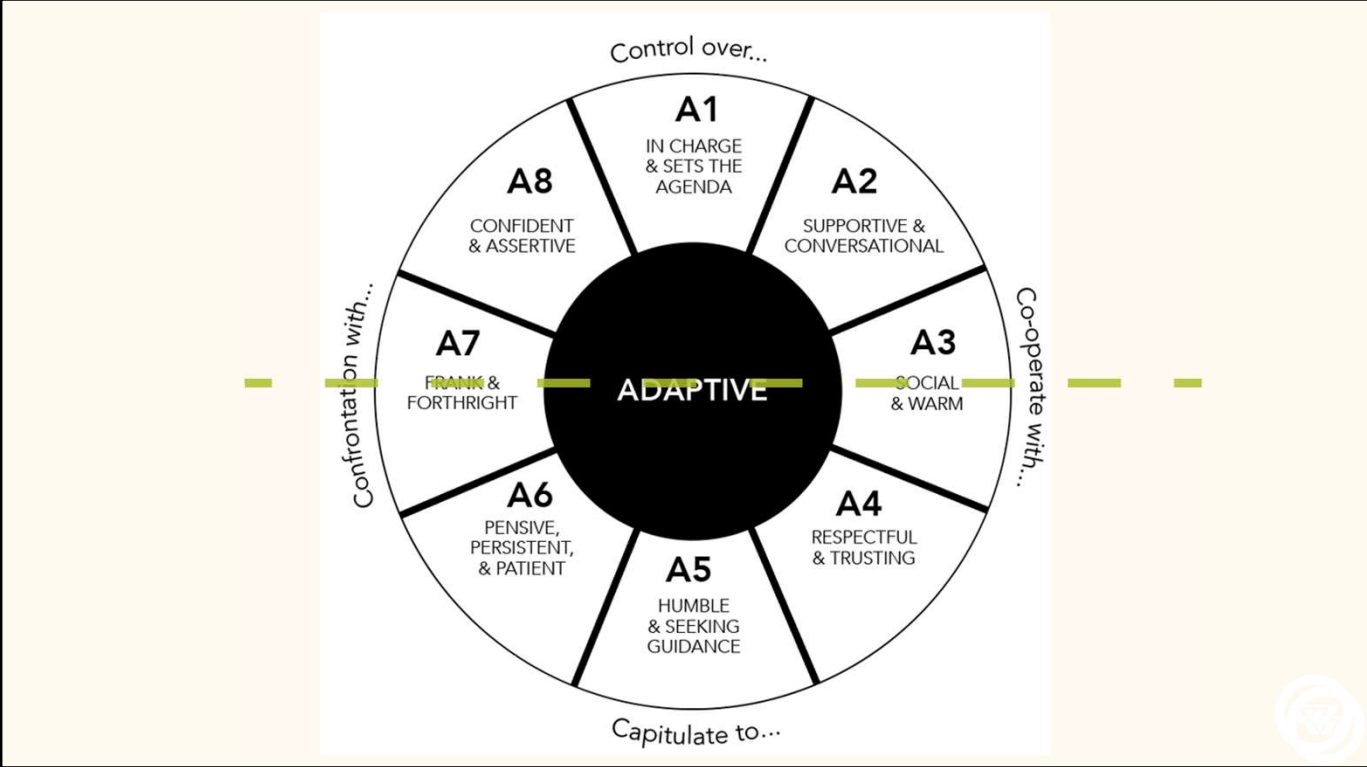 Control over...
A1
IN CHARGE
& SETS THE
AGENDA
A2
SUPPORTIVE &
CONVERSATIONAL
Co-operate with...
A3
SOCIAL
& WARM
A4
RESPECTFUL
& TRUSTING
A5
HUMBLE
& SEEKING
GUIDANCE
Capitulate to...
A6
PENSIVE,
PERSISTENT,
& PATIENT
Confrontation with...
A7
FRANK &
FORTHRIGHT
A8
CONFIDENT
& ASSERTIVE
ADAPTIVE